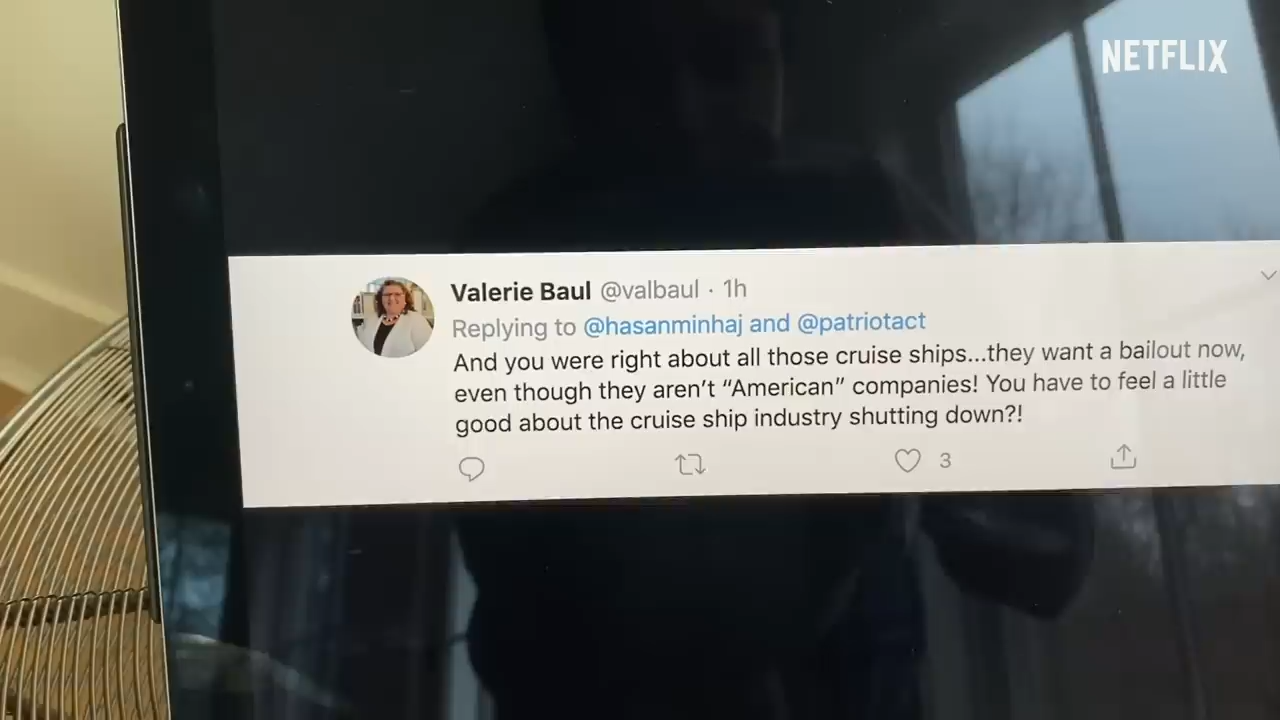 NETFLIX
Valerie Baul @valbaul · 1h
Replying to @hasanminhaj and @patriotact
And you were right about all those cruise ships...they want a bailout now,
even though they aren't “American” companies! You have to feel a little
good about the cruise ship industry shutting down?!
3